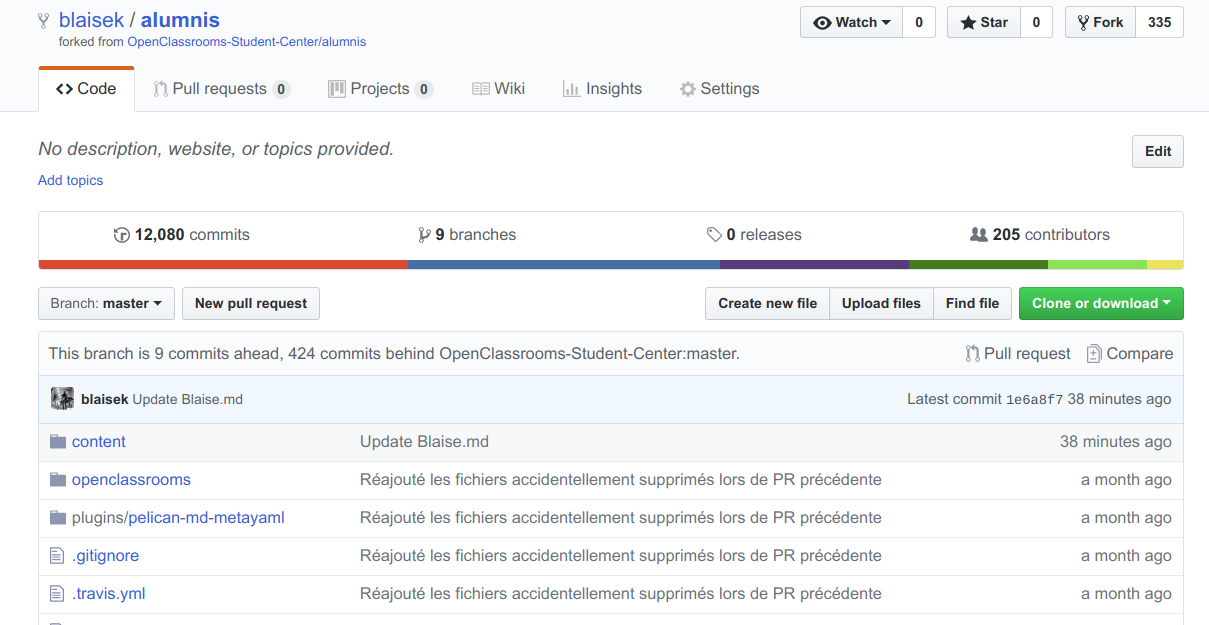 blaisek / alumnis
Watch 0 Star 0 Fork 335
forked from OpenClassrooms-Student-Center/alumnis
Code Pull requests 0 Projects 0 Wiki Insights Settings
No description, website, or topics provided.
Edit
Add topics
12,080 commits 9 branches 0 releases 205 contributors
Branch: master New pull request Create new file Upload files Find file Clone or download
This branch is 9 commits ahead, 424 commits behind OpenClassrooms-Student-Center:master. Pull request Compare
blaisek Update Blaise.md Latest commit 1e6a8f7 38 minutes ago
content Update Blaise.md 38 minutes ago
openclassrooms Réajouté les fichiers accidentellement supprimés lors de PR précédente a month ago
plugins/pelican-md-metayaml Réajouté les fichiers accidentellement supprimés lors de PR précédente a month ago
.gitignore Réajouté les fichiers accidentellement supprimés lors de PR précédente a month ago
.travis.yml Réajouté les fichiers accidentellement supprimés lors de PR précédente a month ago